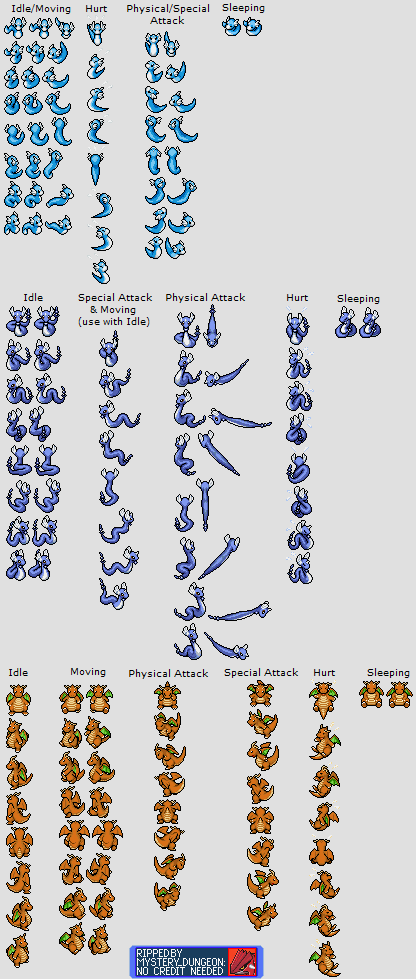 Idle/Moving
Hurt
Physical/Special
Attack
Sleeping
Idle
Special Attack
& Moving
(use with Idle)
Physical Attack
Hurt
Sleeping
Idle
Moving
Physical Attack
Special Attack
Hurt
Sleeping
RIPPED BY
MYSTERY_DUNGEON;
NO CREDIT NEEDED